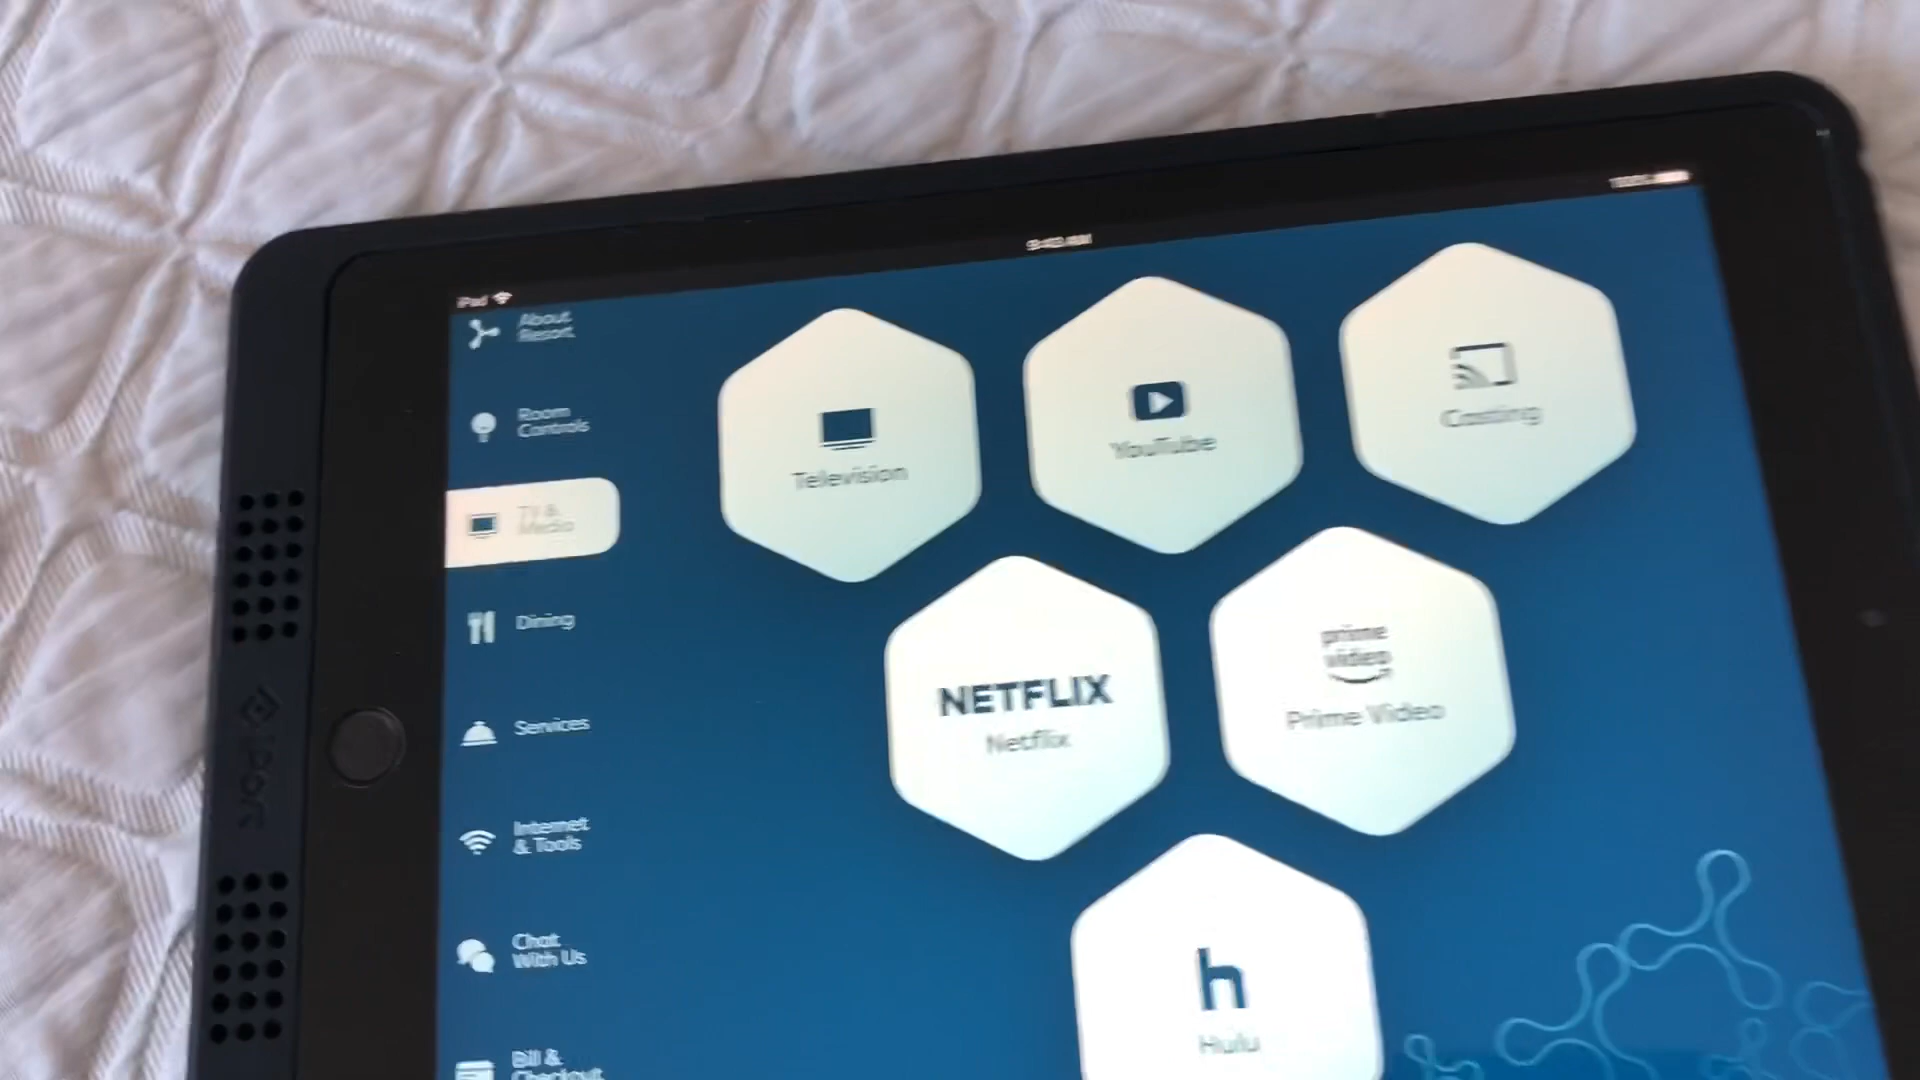 iPad
About
Resort
Room
Controls
TV &
Media
Dining
Services
Internet
& Tools
Chat
With Us
Bill &
Checkout
Television
YouTube
Casting
NETFLIX
Netflix
prime
video
Prime Video
h
Hulu
iPort